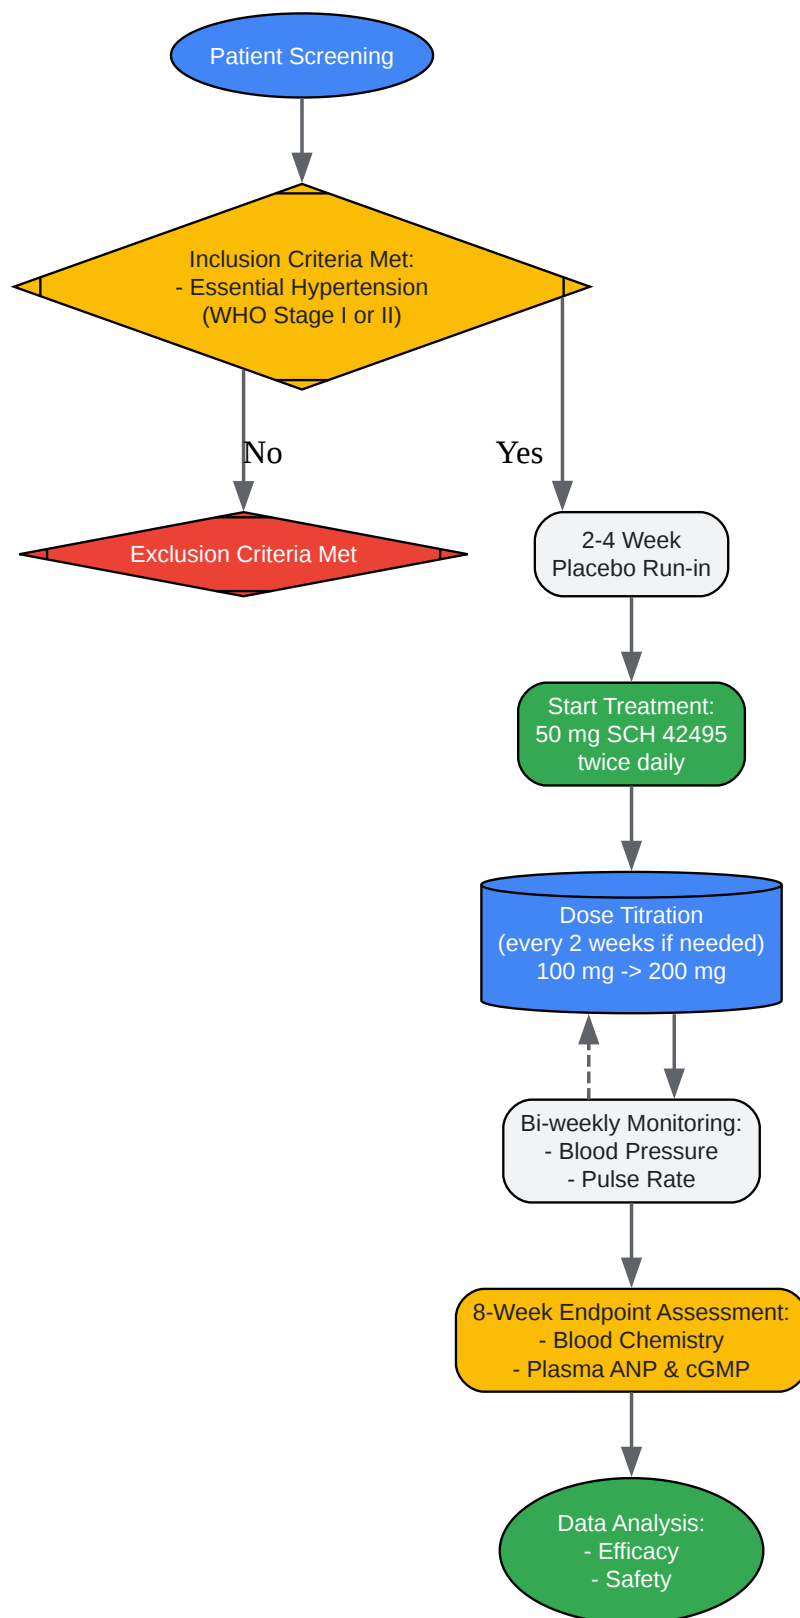 Patient Screening
Inclusion Criteria Met:
- Essential Hypertension
(WHO Stage I or II)
No
Yes
Exclusion Criteria Met
2-4 Week
Placebo Run-in
Start Treatment:
50 mg SCH 42495
twice daily
Dose Titration
(every 2 weeks if needed)
100 mg -> 200 mg
Bi-weekly Monitoring:
- Blood Pressure
- Pulse Rate
8-Week Endpoint Assessment:
- Blood Chemistry
- Plasma ANP & cGMP
Data Analysis:
- Efficacy
- Safety